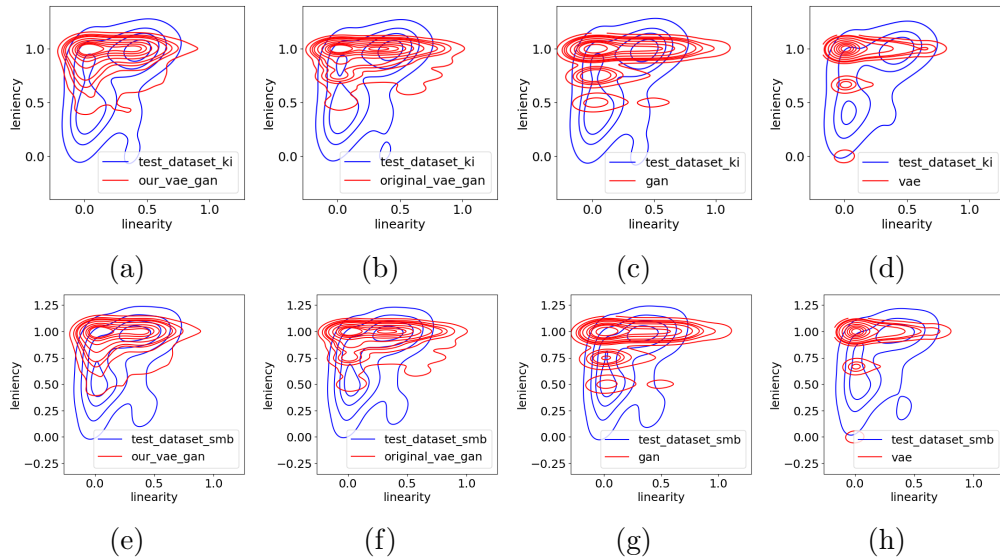 1.0
0.5
0.0
leniency
test_dataset_ki
our_vae_gan
0.0 0.5 1.0
linearity
(a)
1.0
0.5
0.0
leniency
test_dataset_ki
original_vae_gan
0.0 0.5 1.0
linearity
(b)
1.0
0.5
0.0
leniency
test_dataset_ki
gan
0.0 0.5 1.0
linearity
(c)
1.0
0.5
0.0
leniency
test_dataset_ki
vae
0.0 0.5 1.0
linearity
(d)
1.25
1.00
0.75
0.50
0.25
0.00
−0.25
leniency
test_dataset_smb
our_vae_gan
0.0 0.5 1.0
linearity
(e)
1.25
1.00
0.75
0.50
0.25
0.00
−0.25
leniency
test_dataset_smb
original_vae_gan
0.0 0.5 1.0
linearity
(f)
1.25
1.00
0.75
0.50
0.25
0.00
−0.25
leniency
test_dataset_smb
gan
0.0 0.5 1.0
linearity
(g)
1.25
1.00
0.75
0.50
0.25
0.00
−0.25
leniency
test_dataset_smb
vae
0.0 0.5 1.0
linearity
(h)